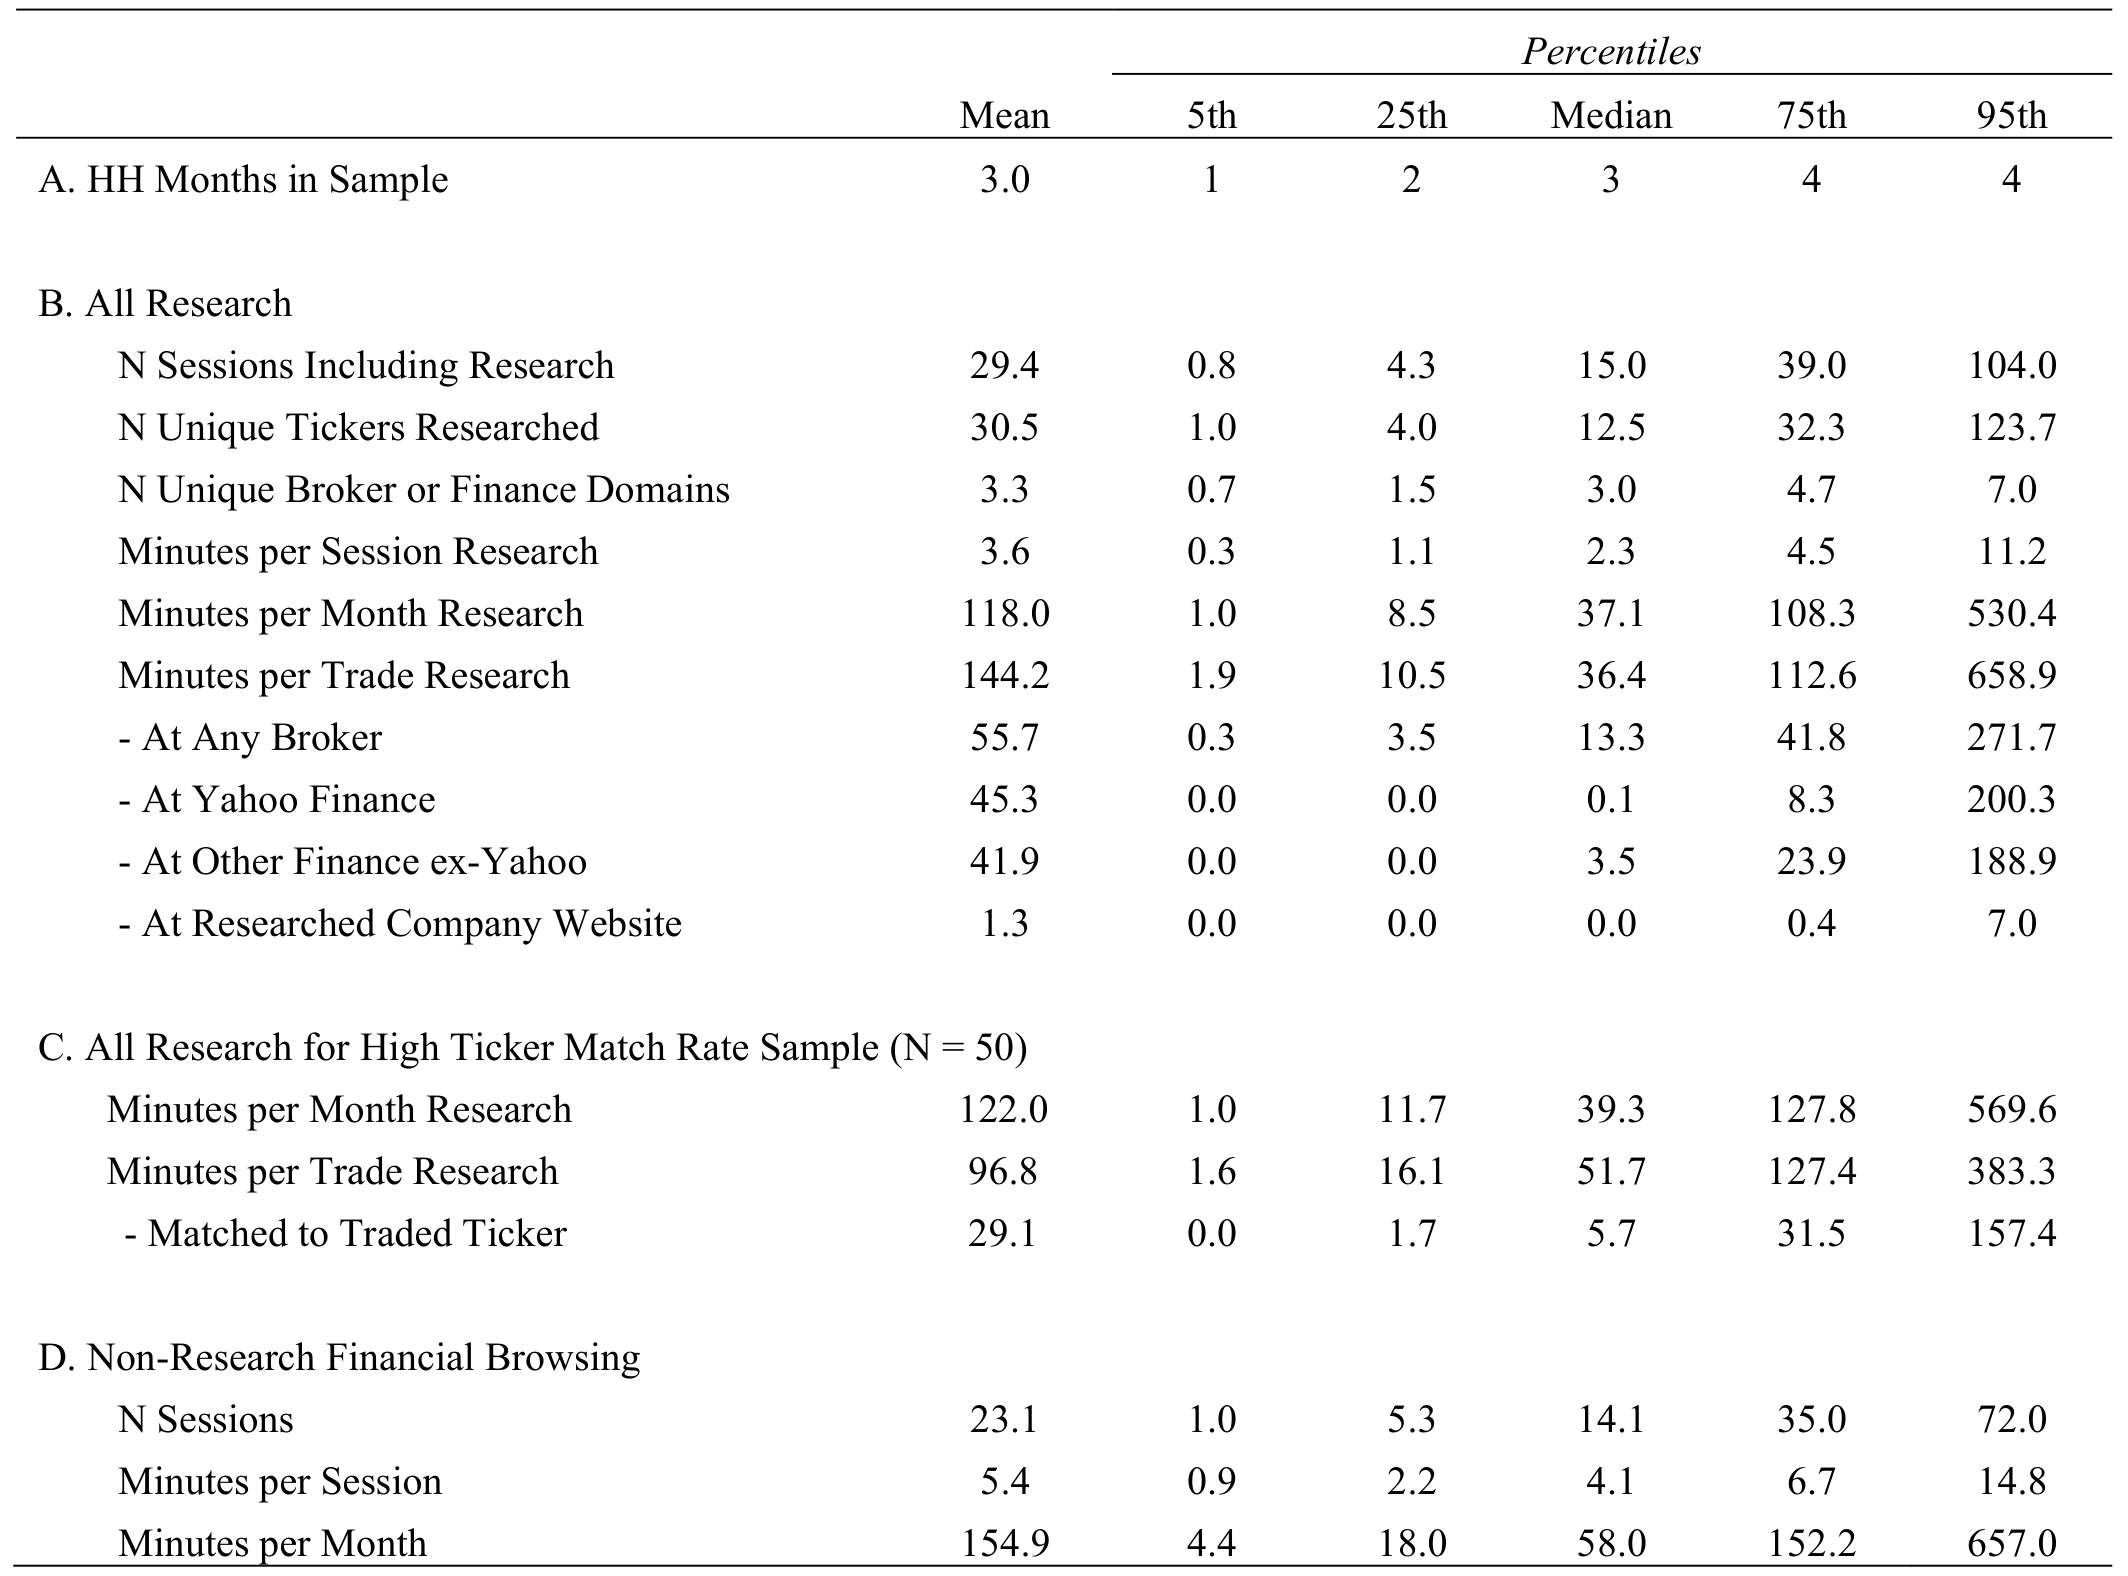 Percentiles
Mean 5th 25th Median 75th 95th
A. HH Months in Sample 3.0 1 2 3 4 4
B. All Research
N Sessions Including Research 29.4 0.8 4.3 15.0 39.0 104.0
N Unique Tickers Researched 30.5 1.0 4.0 12.5 32.3 123.7
N Unique Broker or Finance Domains 3.3 0.7 1.5 3.0 4.7 7.0
Minutes per Session Research 3.6 0.3 1.1 2.3 4.5 11.2
Minutes per Month Research 118.0 1.0 8.5 37.1 108.3 530.4
Minutes per Trade Research 144.2 1.9 10.5 36.4 112.6 658.9
- At Any Broker 55.7 0.3 3.5 13.3 41.8 271.7
- At Yahoo Finance 45.3 0.0 0.0 0.1 8.3 200.3
- At Other Finance ex-Yahoo 41.9 0.0 0.0 3.5 23.9 188.9
- At Researched Company Website 1.3 0.0 0.0 0.0 0.4 7.0
C. All Research for High Ticker Match Rate Sample (N = 50)
Minutes per Month Research 122.0 1.0 11.7 39.3 127.8 569.6
Minutes per Trade Research 96.8 1.6 16.1 51.7 127.4 383.3
- Matched to Traded Ticker 29.1 0.0 1.7 5.7 31.5 157.4
D. Non-Research Financial Browsing
N Sessions 23.1 1.0 5.3 14.1 35.0 72.0
Minutes per Session 5.4 0.9 2.2 4.1 6.7 14.8
Minutes per Month 154.9 4.4 18.0 58.0 152.2 657.0